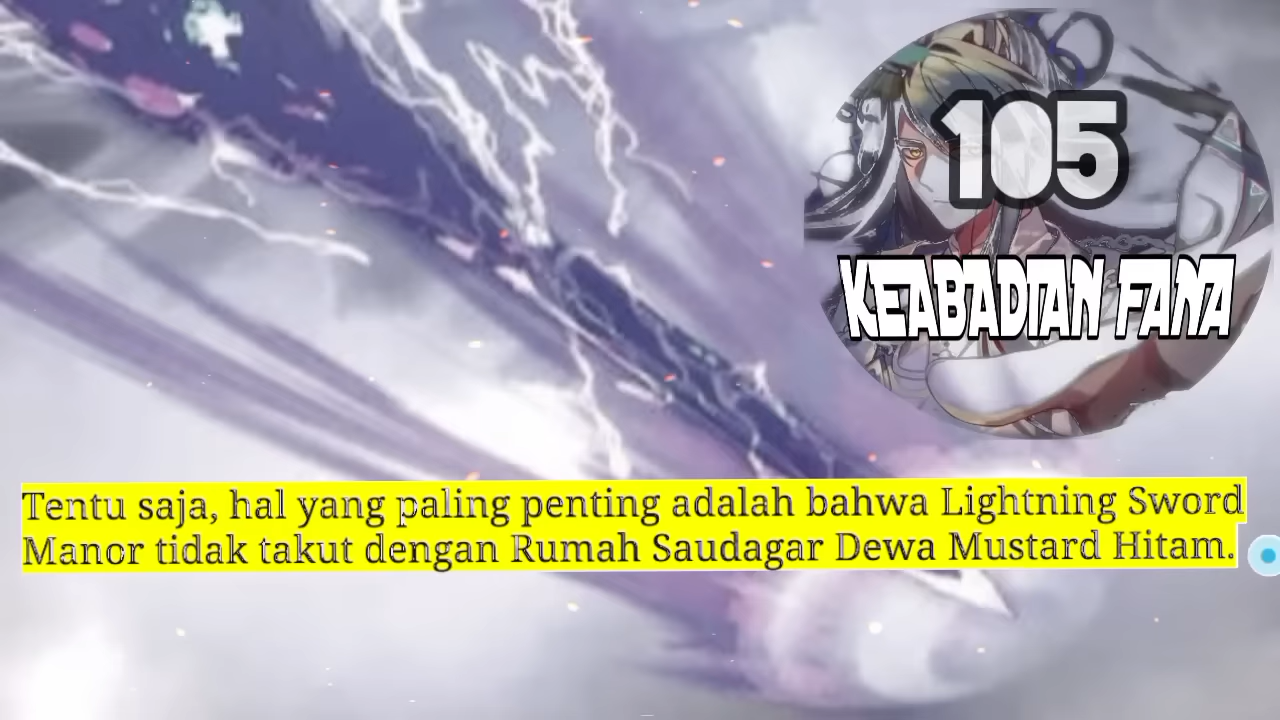 105
KEABADIAN FANA
Tentu saja, hal yang paling penting adalah bahwa Lightning Sword
Manor tidak takut dengan Rumah Saudagar Dewa Mustard Hitam.